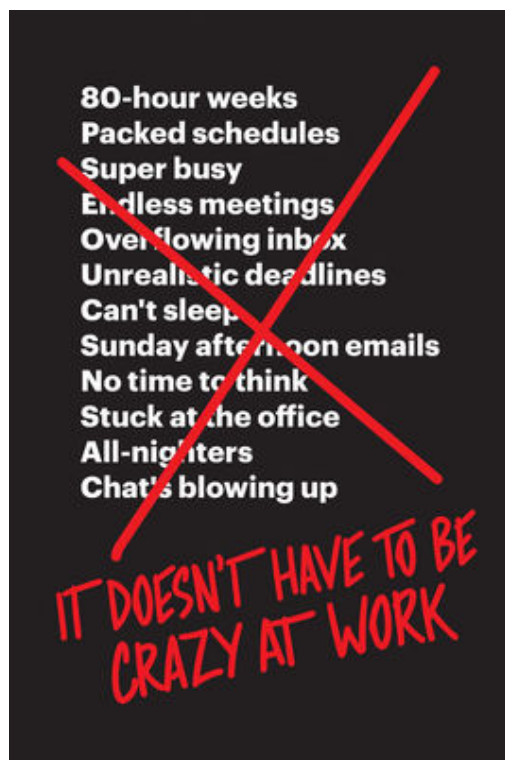 80-hour weeks
Packed schedules
Super busy
Endless meetings
Overflowing inbox
Unrealistic deadlines
Can't sleep
Sunday afternoon emails
No time to think
Stuck at the office
All-nighters
Chat's blowing up
IT DOESN'T HAVE TO BE
CRAZY AT WORK